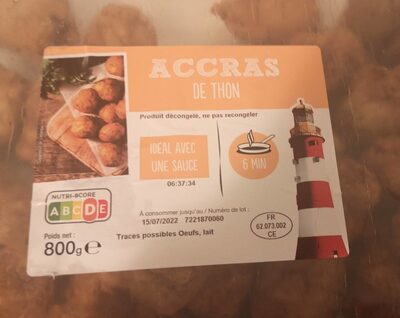 ACCRAS
DE THON
Produit décongelé, ne pas recongeler
IDÉAL AVEC
UNE SAUCE
6 MIN
06:37:34
NUTRI-SCORE
A B C D E
À consommer jusqu'au / Numéro de lot :
15/07/2022 7221870060
Poids net :
800g e
Traces possibles Oeufs, lait
FR
62.073.002
CE